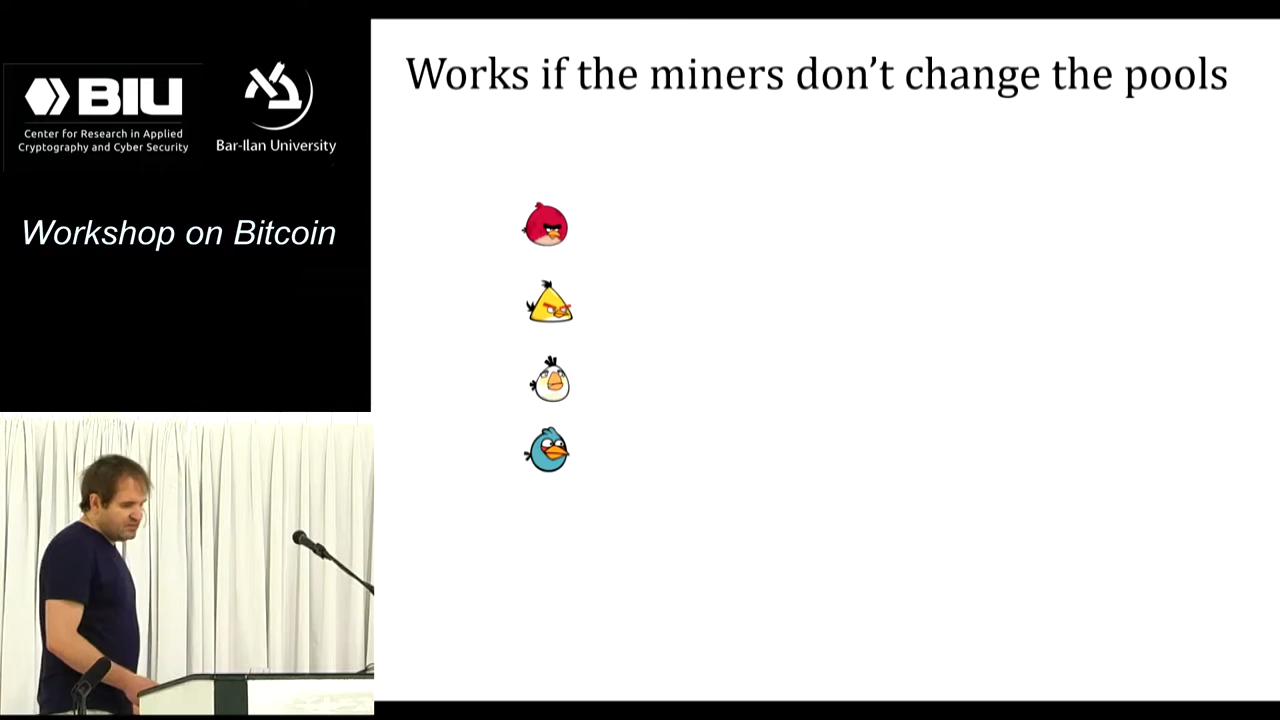 BIU
Center for Research in Applied
Cryptography and Cyber Security
Bar-Ilan University
Workshop on Bitcoin
Works if the miners don’t change the pools